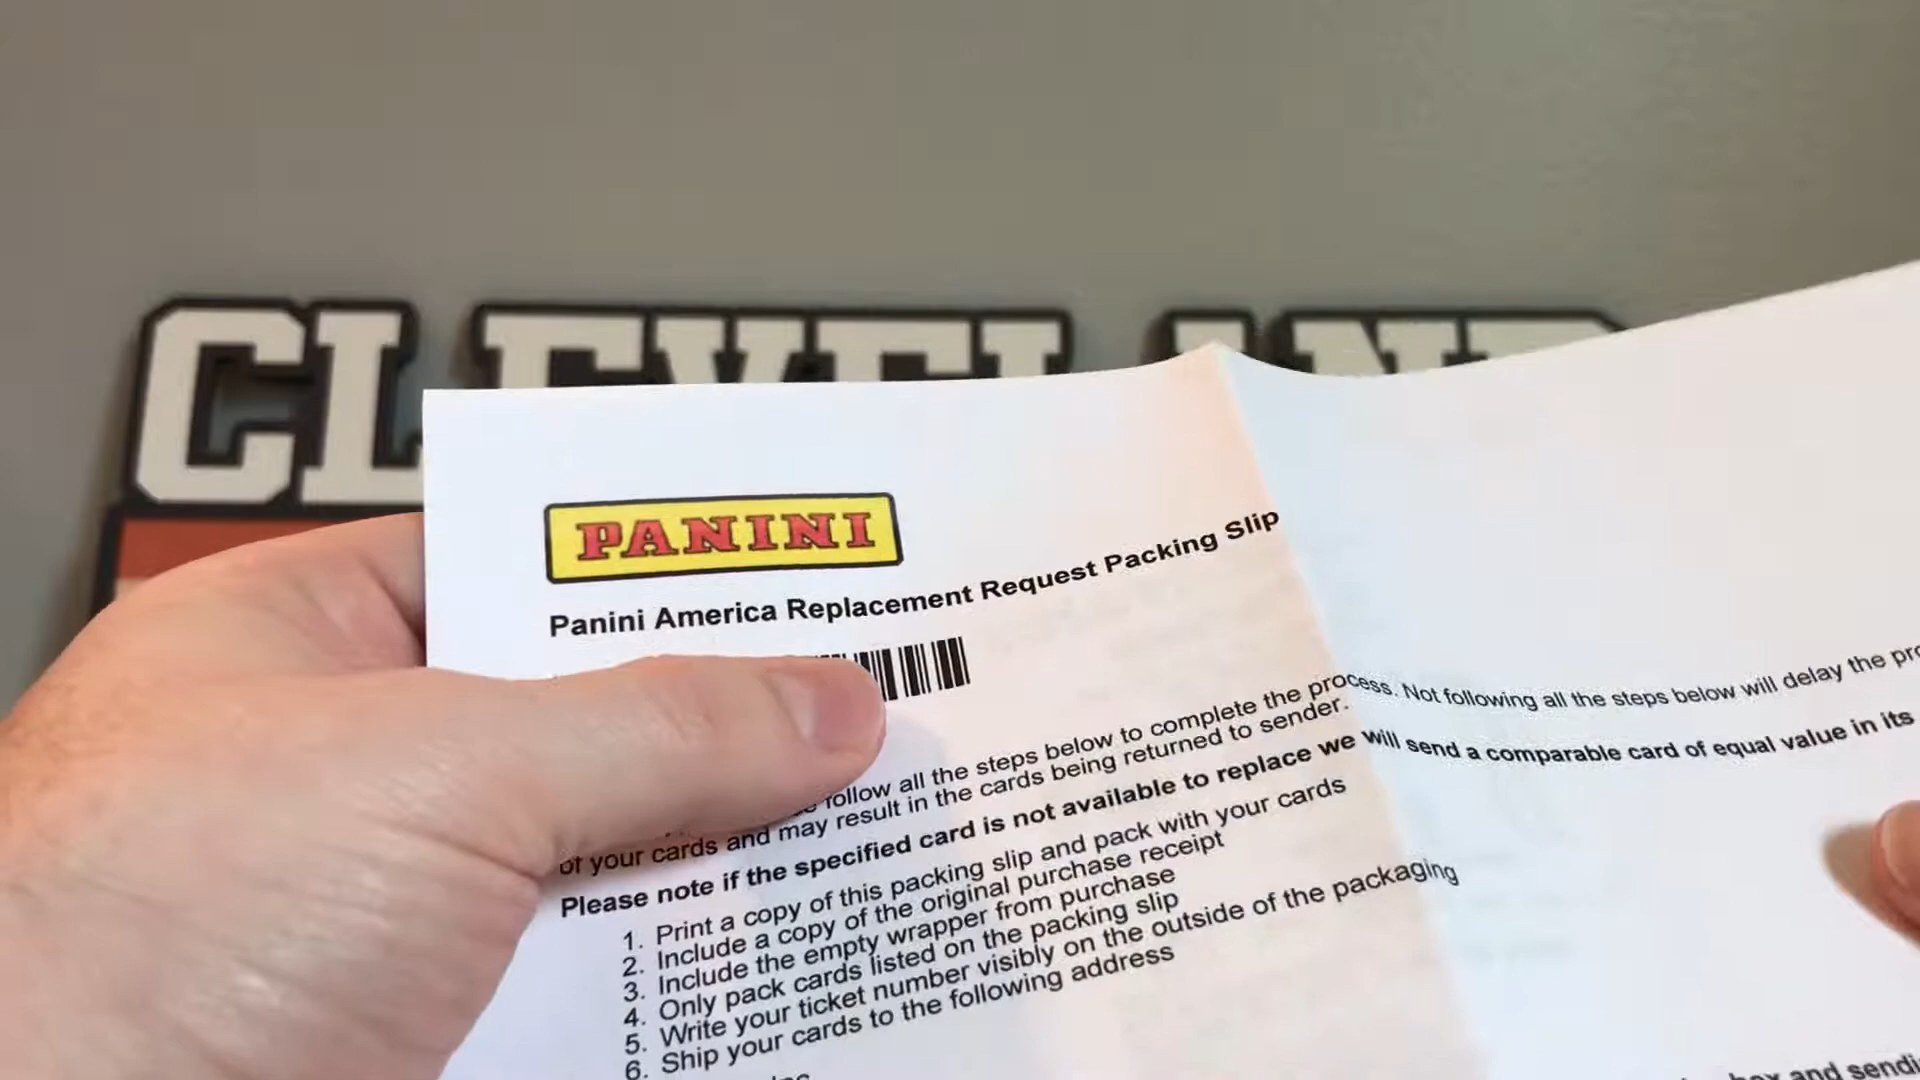 CLEVELAND
PANINI
Panini America Replacement Request Packing Slip
follow all the steps below to complete the process. Not following all the steps below will delay the
of your cards and may result in the cards being returned to sender.
Please note if the specified card is not available to replace we will send a comparable card of equal value in its
1. Print a copy of this packing slip and pack with your cards
2. Include a copy of the original purchase receipt
3. Include the empty wrapper from purchase
4. Only pack cards listed on the packing slip
5. Write your ticket number visibly on the outside of the packaging
6. Ship your cards to the following address
box and sendi